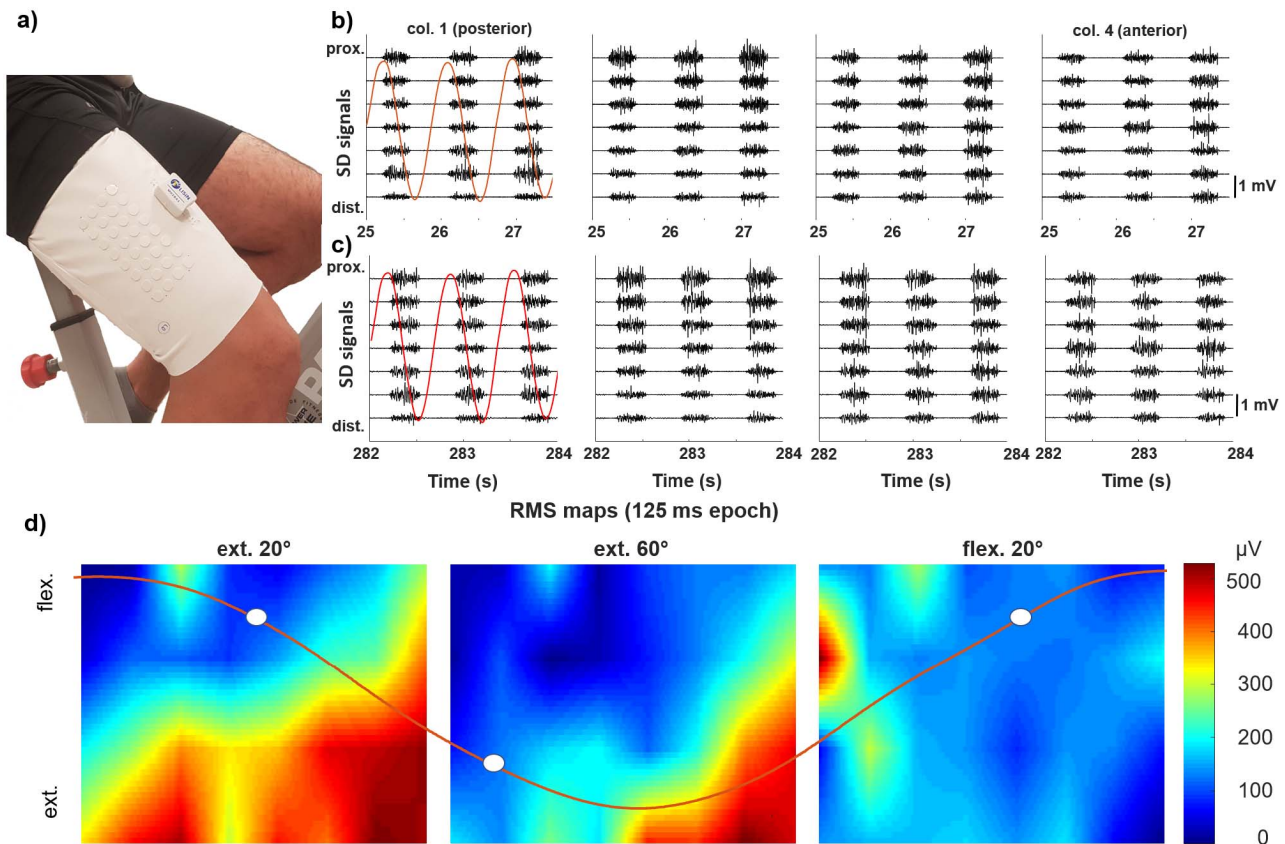 a)
b)
col. 1 (posterior)
col. 4 (anterior)
prox.
SD signals
dist.
1 mV
25 26 27
25 26 27
25 26 27
25 26 27
c)
prox.
SD signals
dist.
1 mV
282 283 284
282 283 284
282 283 284
282 283 284
Time (s)
Time (s)
Time (s)
Time (s)
RMS maps (125 ms epoch)
d)
ext. 20°
ext. 60°
flex. 20°
µV
flex.
ext.
500
400
300
200
100
0